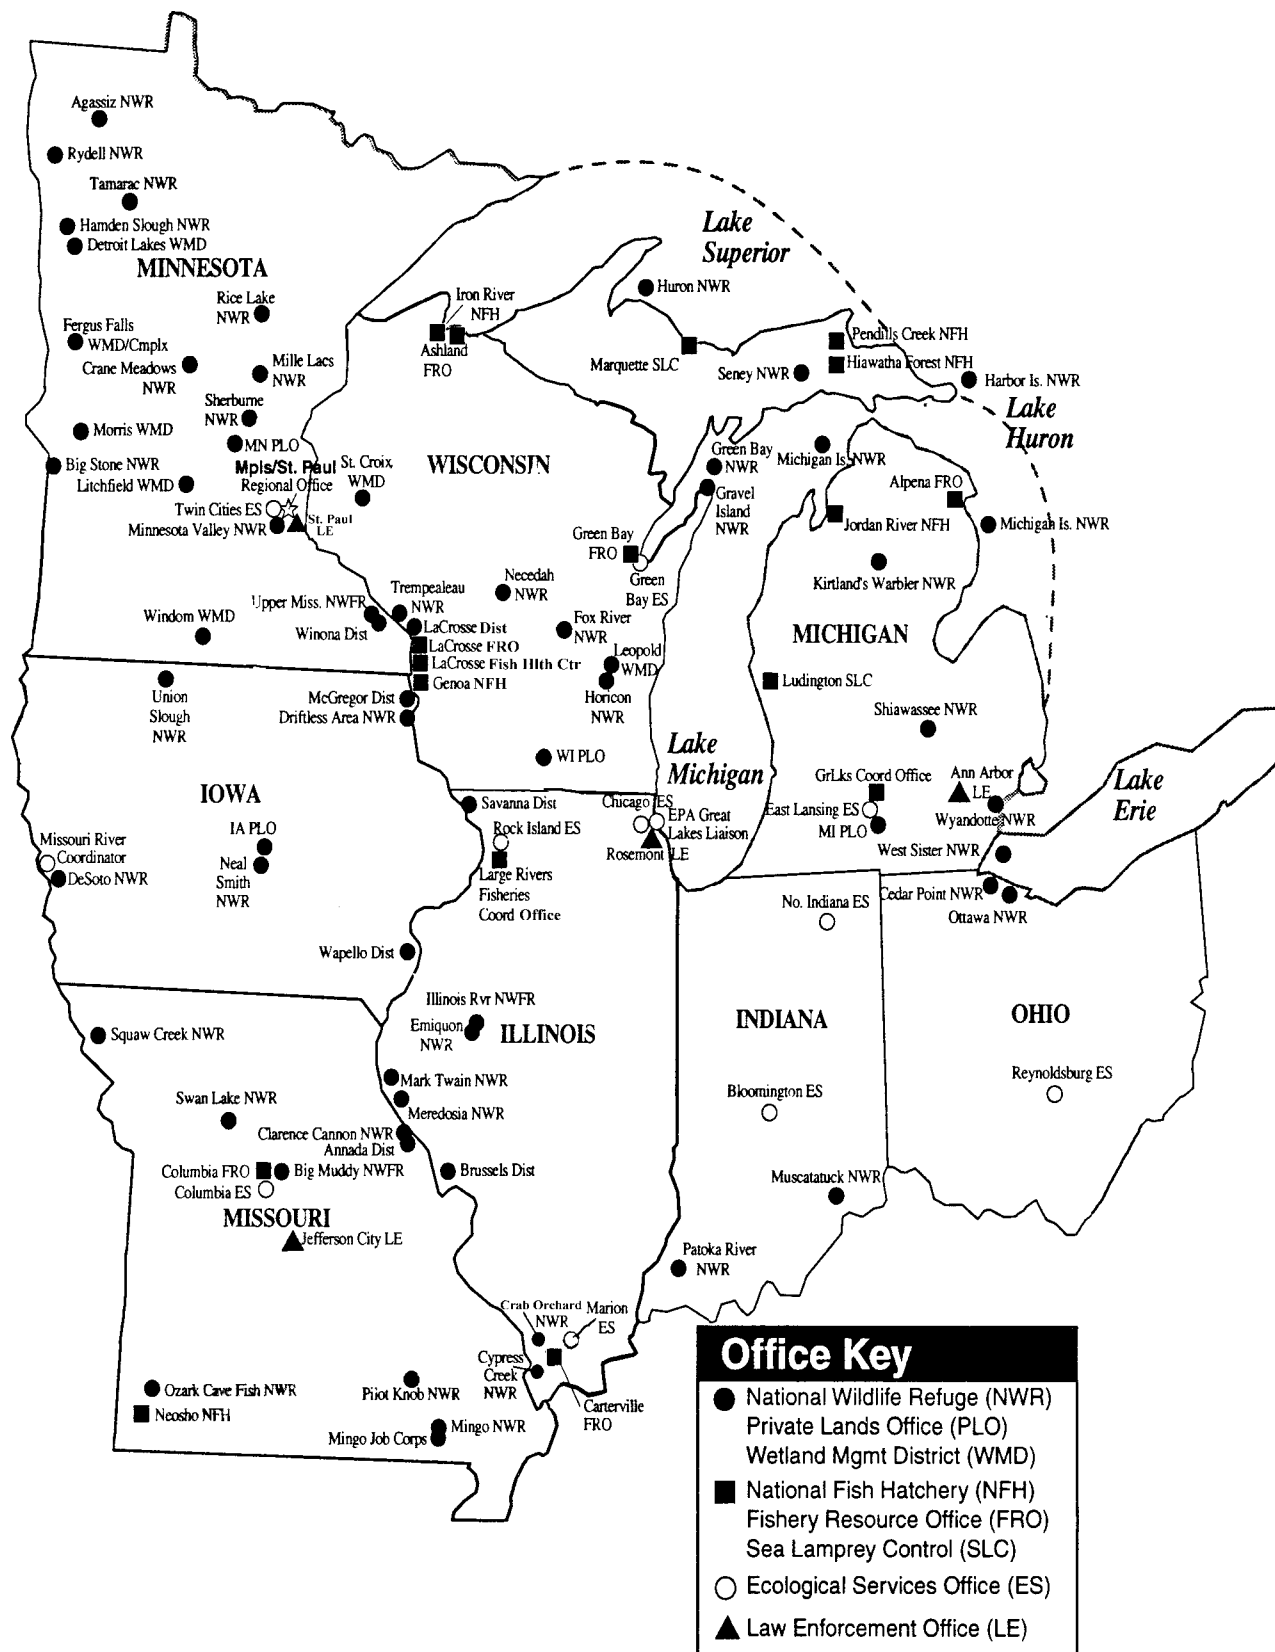 Agassiz NWR
Rydell NWR
Tamarac NWR
Hamden Slough NWR
Detroit Lakes WMD
MINNESOTA
Rice Lake
NWR
Fergus Falls
WMD/Cmplx
Crane Meadows
NWR
Mille Lacs
NWR
Sherburne
NWR
Morris WMD
MN PLO
Big Stone NWR
Litchfield WMD
Mpls/St. Paul
Regional Office
Twin Cities ES
Minnesota Valley NWR
St. Paul
LE
St. Croix
WMD
Windom WMD
Upper Miss. NWFR
Winona Dist
Lake
Superior
Huron NWR
Iron River
NFH
Ashland
FRO
Marquette SLC
Pendills Creek NFH
Hiawatha Forest NFH
Seney NWR
Harbor Is. NWR
Lake
Huron
WISCONSIN
Green Bay
NWR
Gravel
Island
NWR
Michigan Is. NWR
Alpena FRO
Jordan River NFH
Michigan Is. NWR
Kirtland's Warbler NWR
Green Bay
FRO
Green
Bay ES
Trempealeau
NWR
Necedah
NWR
LaCrosse Dist
LaCrosse FRO
LaCrosse Fish Hlth Ctr
Genoa NFH
Fox River
NWR
Leopold
WMD
Horicon
NWR
MICHIGAN
Ludington SLC
Shiawassee NWR
Union
Slough
NWR
McGregor Dist
Driftless Area NWR
WI PLO
Lake
Michigan
GrLks Coord Office
Ann Arbor
LE
East Lansing ES
MI PLO
Wyandotte NWR
West Sister NWR
Lake
Erie
Cedar Point NWR
Ottawa NWR
IOWA
IA PLO
Missouri River
Coordinator
DeSoto NWR
Neal
Smith
NWR
Savanna Dist
Rock Island ES
Large Rivers
Fisheries
Coord Office
Chicago ES
EPA Great
Lakes Liaison
Rosemont LE
No. Indiana ES
Wapello Dist
Illinois Rvr NWFR
Emiquon
NWR
ILLINOIS
INDIANA
OHIO
Squaw Creek NWR
Mark Twain NWR
Meredosia NWR
Swan Lake NWR
Clarence Cannon NWR
Annada Dist
Bloomington ES
Reynoldsburg ES
Columbia FRO
Big Muddy NWFR
Columbia ES
Brussels Dist
Muscatatuck NWR
MISSOURI
Jefferson City LE
Patoka River
NWR
Crab Orchard
NWR
Marion
ES
Cypress
Creek
NWR
Carterville
FRO
Ozark Cave Fish NWR
Neosho NFH
Pilot Knob NWR
Mingo NWR
Mingo Job Corps
Office Key
National Wildlife Refuge (NWR)
Private Lands Office (PLO)
Wetland Mgmt District (WMD)
National Fish Hatchery (NFH)
Fishery Resource Office (FRO)
Sea Lamprey Control (SLC)
Ecological Services Office (ES)
Law Enforcement Office (LE)